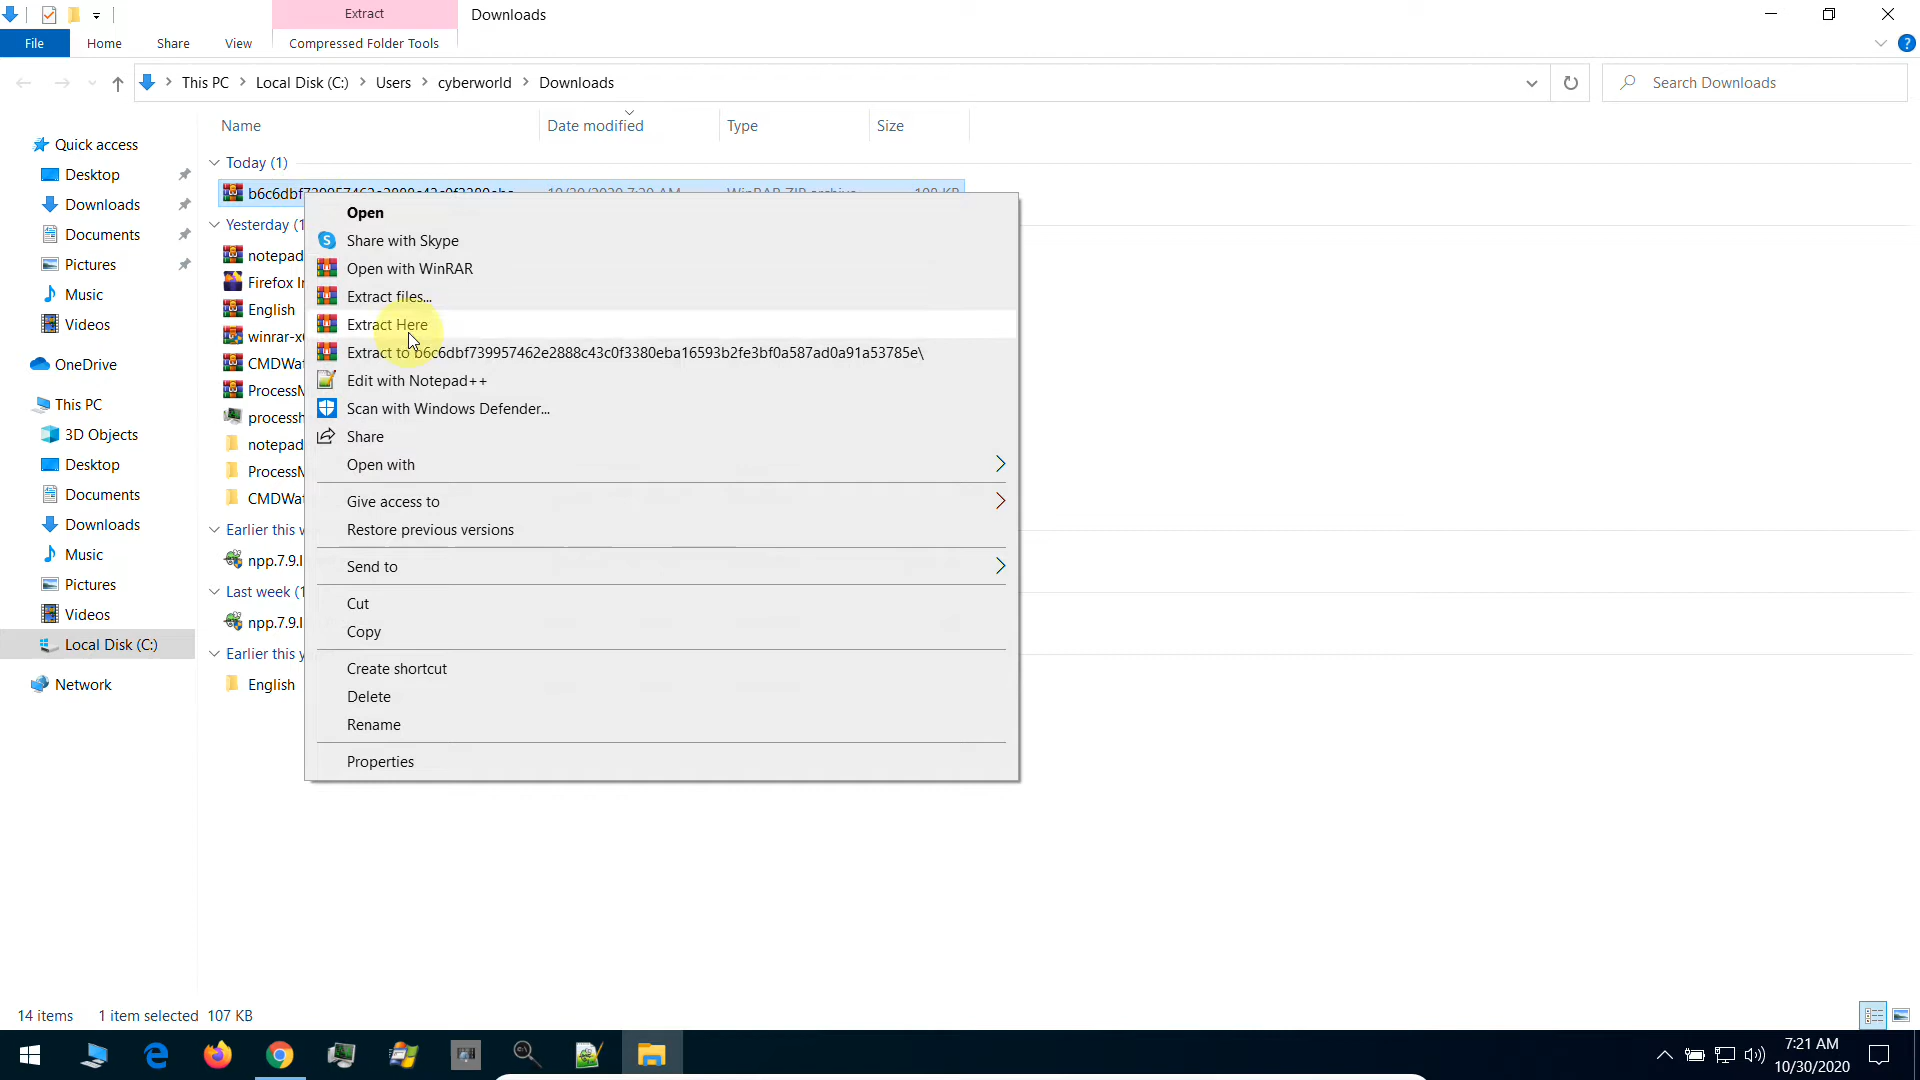 Extract
Downloads
File
Home
Share
View
Compressed Folder Tools
This PC
Local Disk (C:)
Users
cyberworld
Downloads
Search Downloads
Name
Date modified
Type
Size
Quick access
Desktop
Downloads
Documents
Pictures
Music
Videos
OneDrive
This PC
3D Objects
Desktop
Documents
Downloads
Music
Pictures
Videos
Local Disk (C:)
Network
Today (1)
Yesterday (1
notepad
Firefox In
English
winrar-x
CMDWat
ProcessM
processh
notepad
ProcessM
CMDWat
Earlier this w
npp.7.9.I
Last week (1
npp.7.9.I
Earlier this y
English
Open
Share with Skype
Open with WinRAR
Extract files...
Extract Here
Extract to b6c6dbf739957462e2888c43c0f3380eba16593b2fe3bf0a587ad0a91a53785e\
Edit with Notepad++
Scan with Windows Defender...
Share
Open with
Give access to
Restore previous versions
Send to
Cut
Copy
Create shortcut
Delete
Rename
Properties
14 items
1 item selected 107 KB
7:21 AM
10/30/2020